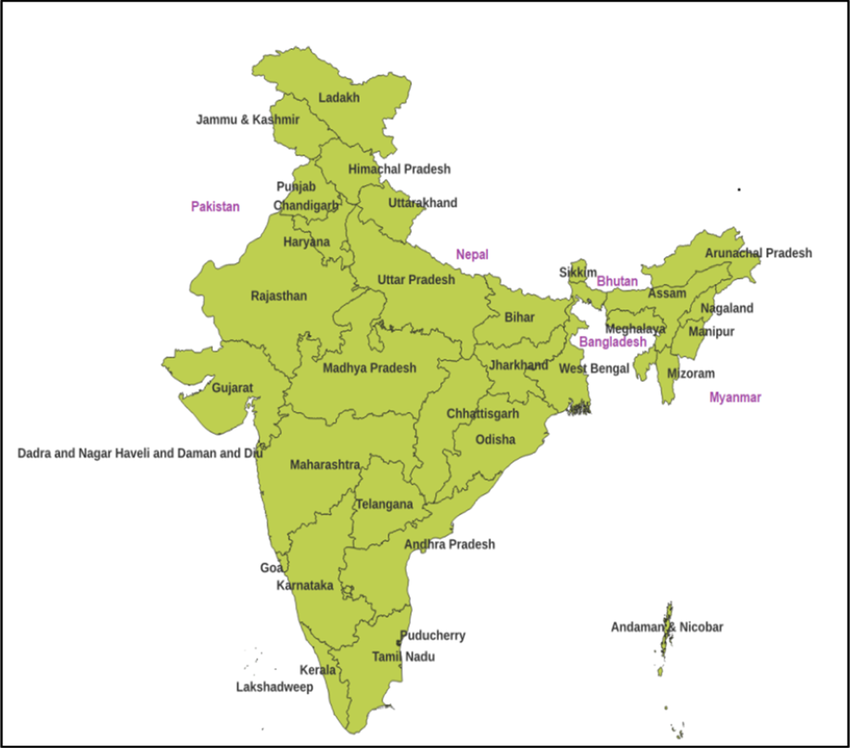 Ladakh
Jammu & Kashmir
Himachal Pradesh
Punjab
Chandigarh
Uttarakhand
Pakistan
Haryana
Nepal
Arunachal Pradesh
Sikkim
Bhutan
Uttar Pradesh
Assam
Rajasthan
Nagaland
Bihar
Meghalaya
Manipur
Bangladesh
Madhya Pradesh
Jharkhand
West Bengal
Mizoram
Gujarat
Myanmar
Chhattisgarh
Odisha
Dadra and Nagar Haveli and Daman and Diu
Maharashtra
Telangana
Andhra Pradesh
Goa
Karnataka
Andaman & Nicobar
Puducherry
Tamil Nadu
Kerala
Lakshadweep